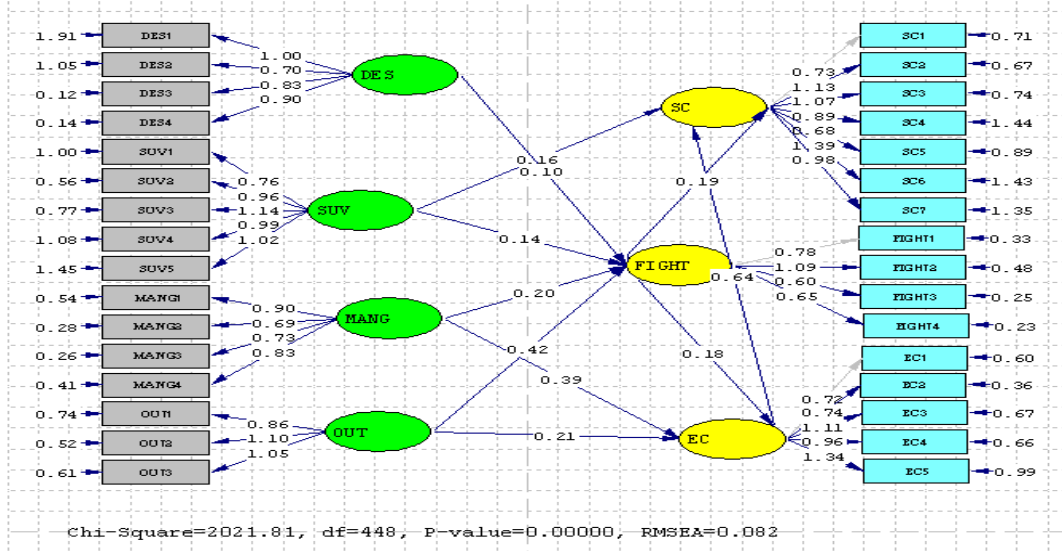 1.91 DES1
1.05 DES2
0.12 DES3
0.14 DES4
1.00 SUV1
0.56 SUV2
0.77 SUV3
1.08 SUV4
1.45 SUV5
0.54 MANG1
0.28 MANG2
0.26 MANG3
0.41 MANG4
0.74 OUT1
0.52 OUT2
0.61 OUT3
1.00
0.70
0.83
0.90
0.76
0.96
1.14
0.99
1.02
0.90
0.69
0.73
0.83
0.86
1.10
1.05
DES
SUV
MANG
OUT
0.16
0.10
0.14
0.20
0.42
0.39
0.21
0.19
0.18
0.64
SC
FIGHT
EC
0.73
1.13
1.07
0.89
0.68
1.39
0.98
0.78
1.09
0.60
0.65
0.72
0.74
1.11
0.96
1.34
SC1 0.71
SC2 0.67
SC3 0.74
SC4 1.44
SC5 0.89
SC6 1.43
SC7 1.35
FIGHT1 0.33
FIGHT2 0.48
FIGHT3 0.25
FIGHT4 0.23
EC1 0.60
EC2 0.36
EC3 0.67
EC4 0.66
EC5 0.99
Chi-Square=2021.81, df=448, P-value=0.00000, RMSEA=0.082